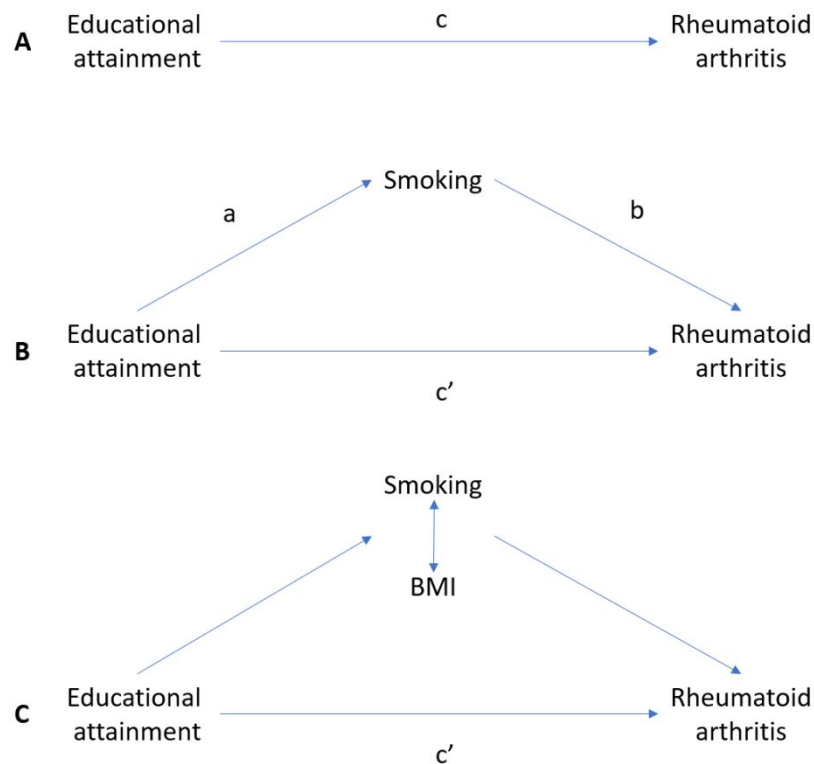 A
Educational
attainment
c
Rheumatoid
arthritis
Smoking
a
b
B
Educational
attainment
c’
Rheumatoid
arthritis
Smoking
BMI
C
Educational
attainment
c’
Rheumatoid
arthritis